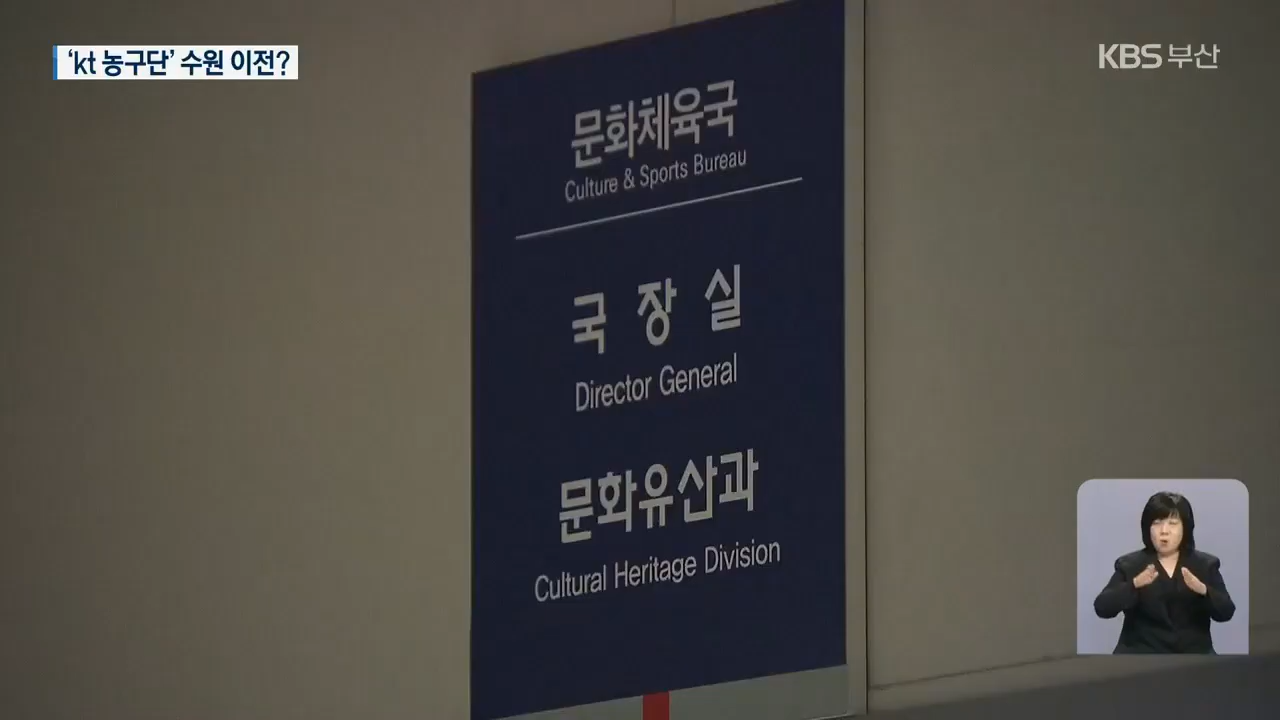 'kt 농구단' 수원 이전?
KBS 부산
문화체육국
Culture & Sports Bureau
국장실
Director General
문화유산과
Cultural Heritage Division